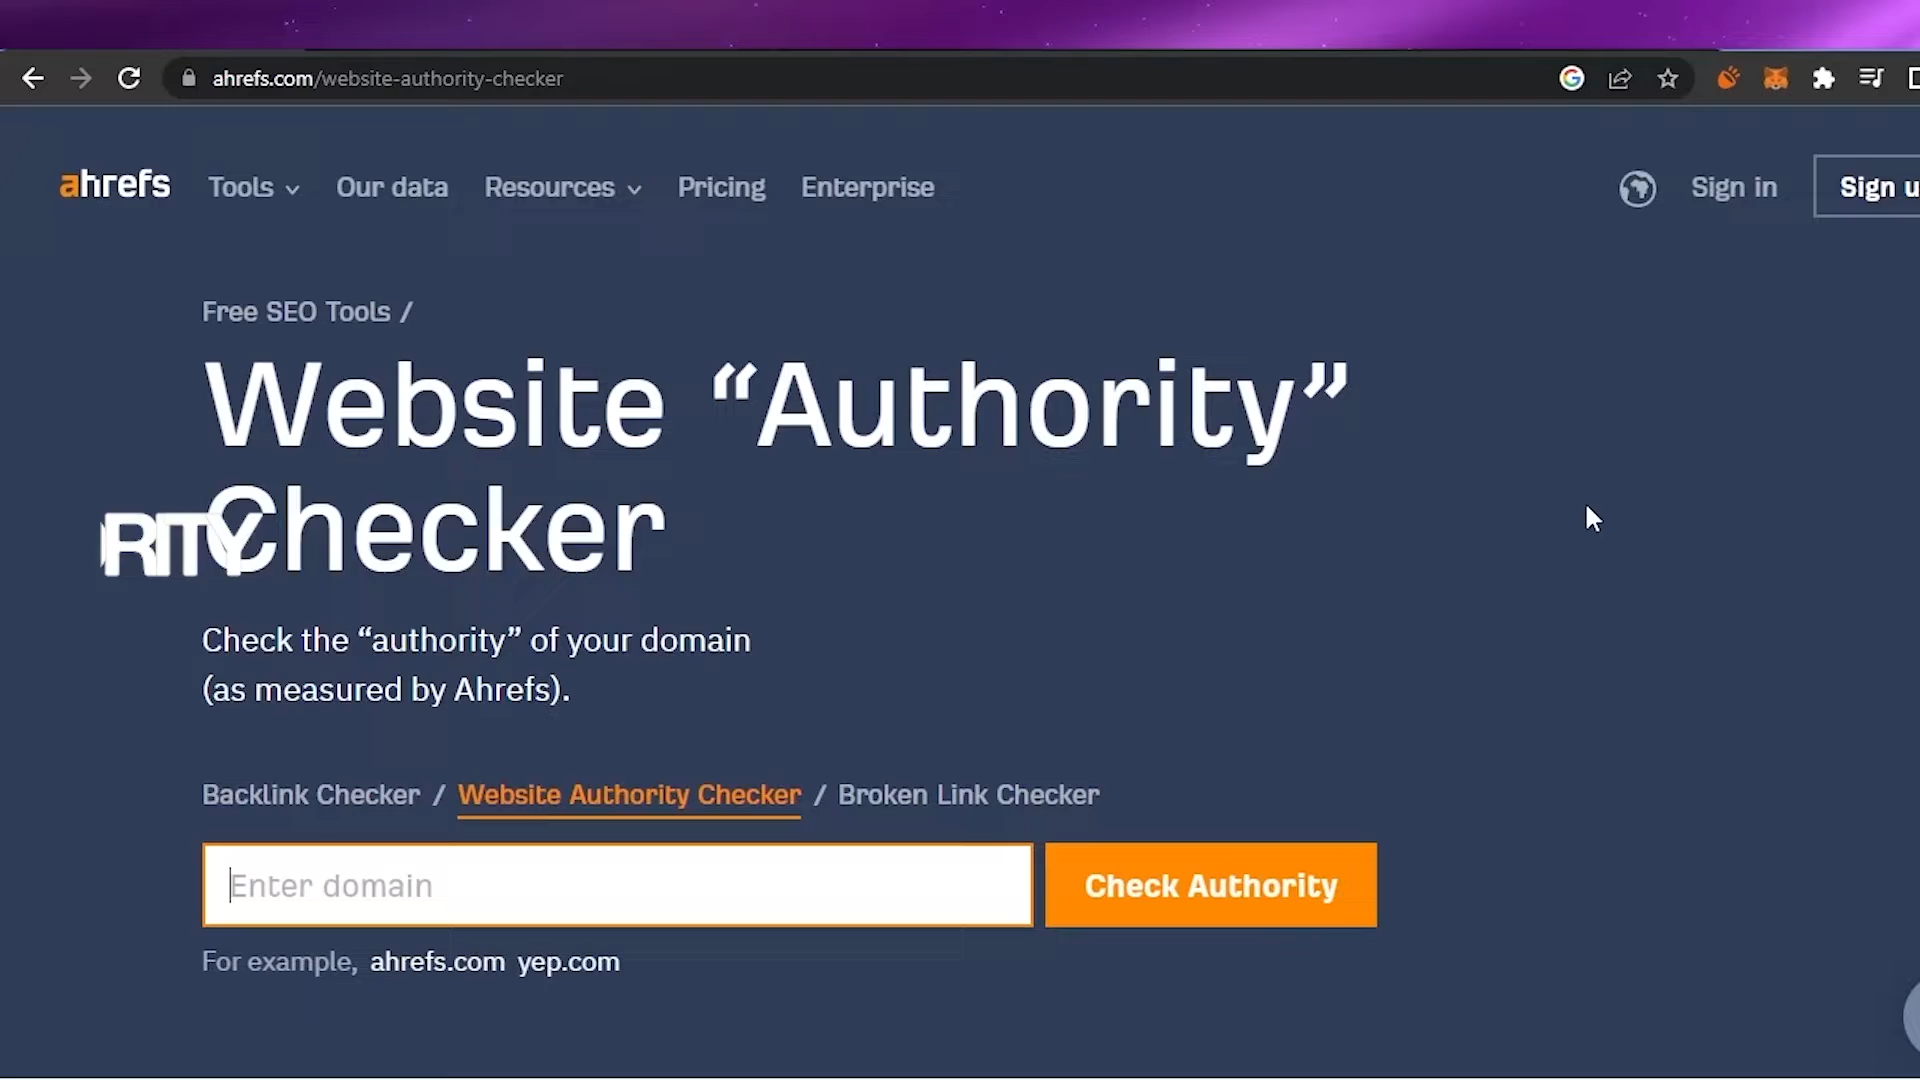 ahrefs.com/website-authority-checker
ahrefs Tools Our data Resources Pricing Enterprise Sign in Sign u
Free SEO Tools /
Website “Authority”
Checker
RITY
Check the “authority” of your domain
(as measured by Ahrefs).
Backlink Checker / Website Authority Checker / Broken Link Checker
Enter domain Check Authority
For example, ahrefs.com yep.com